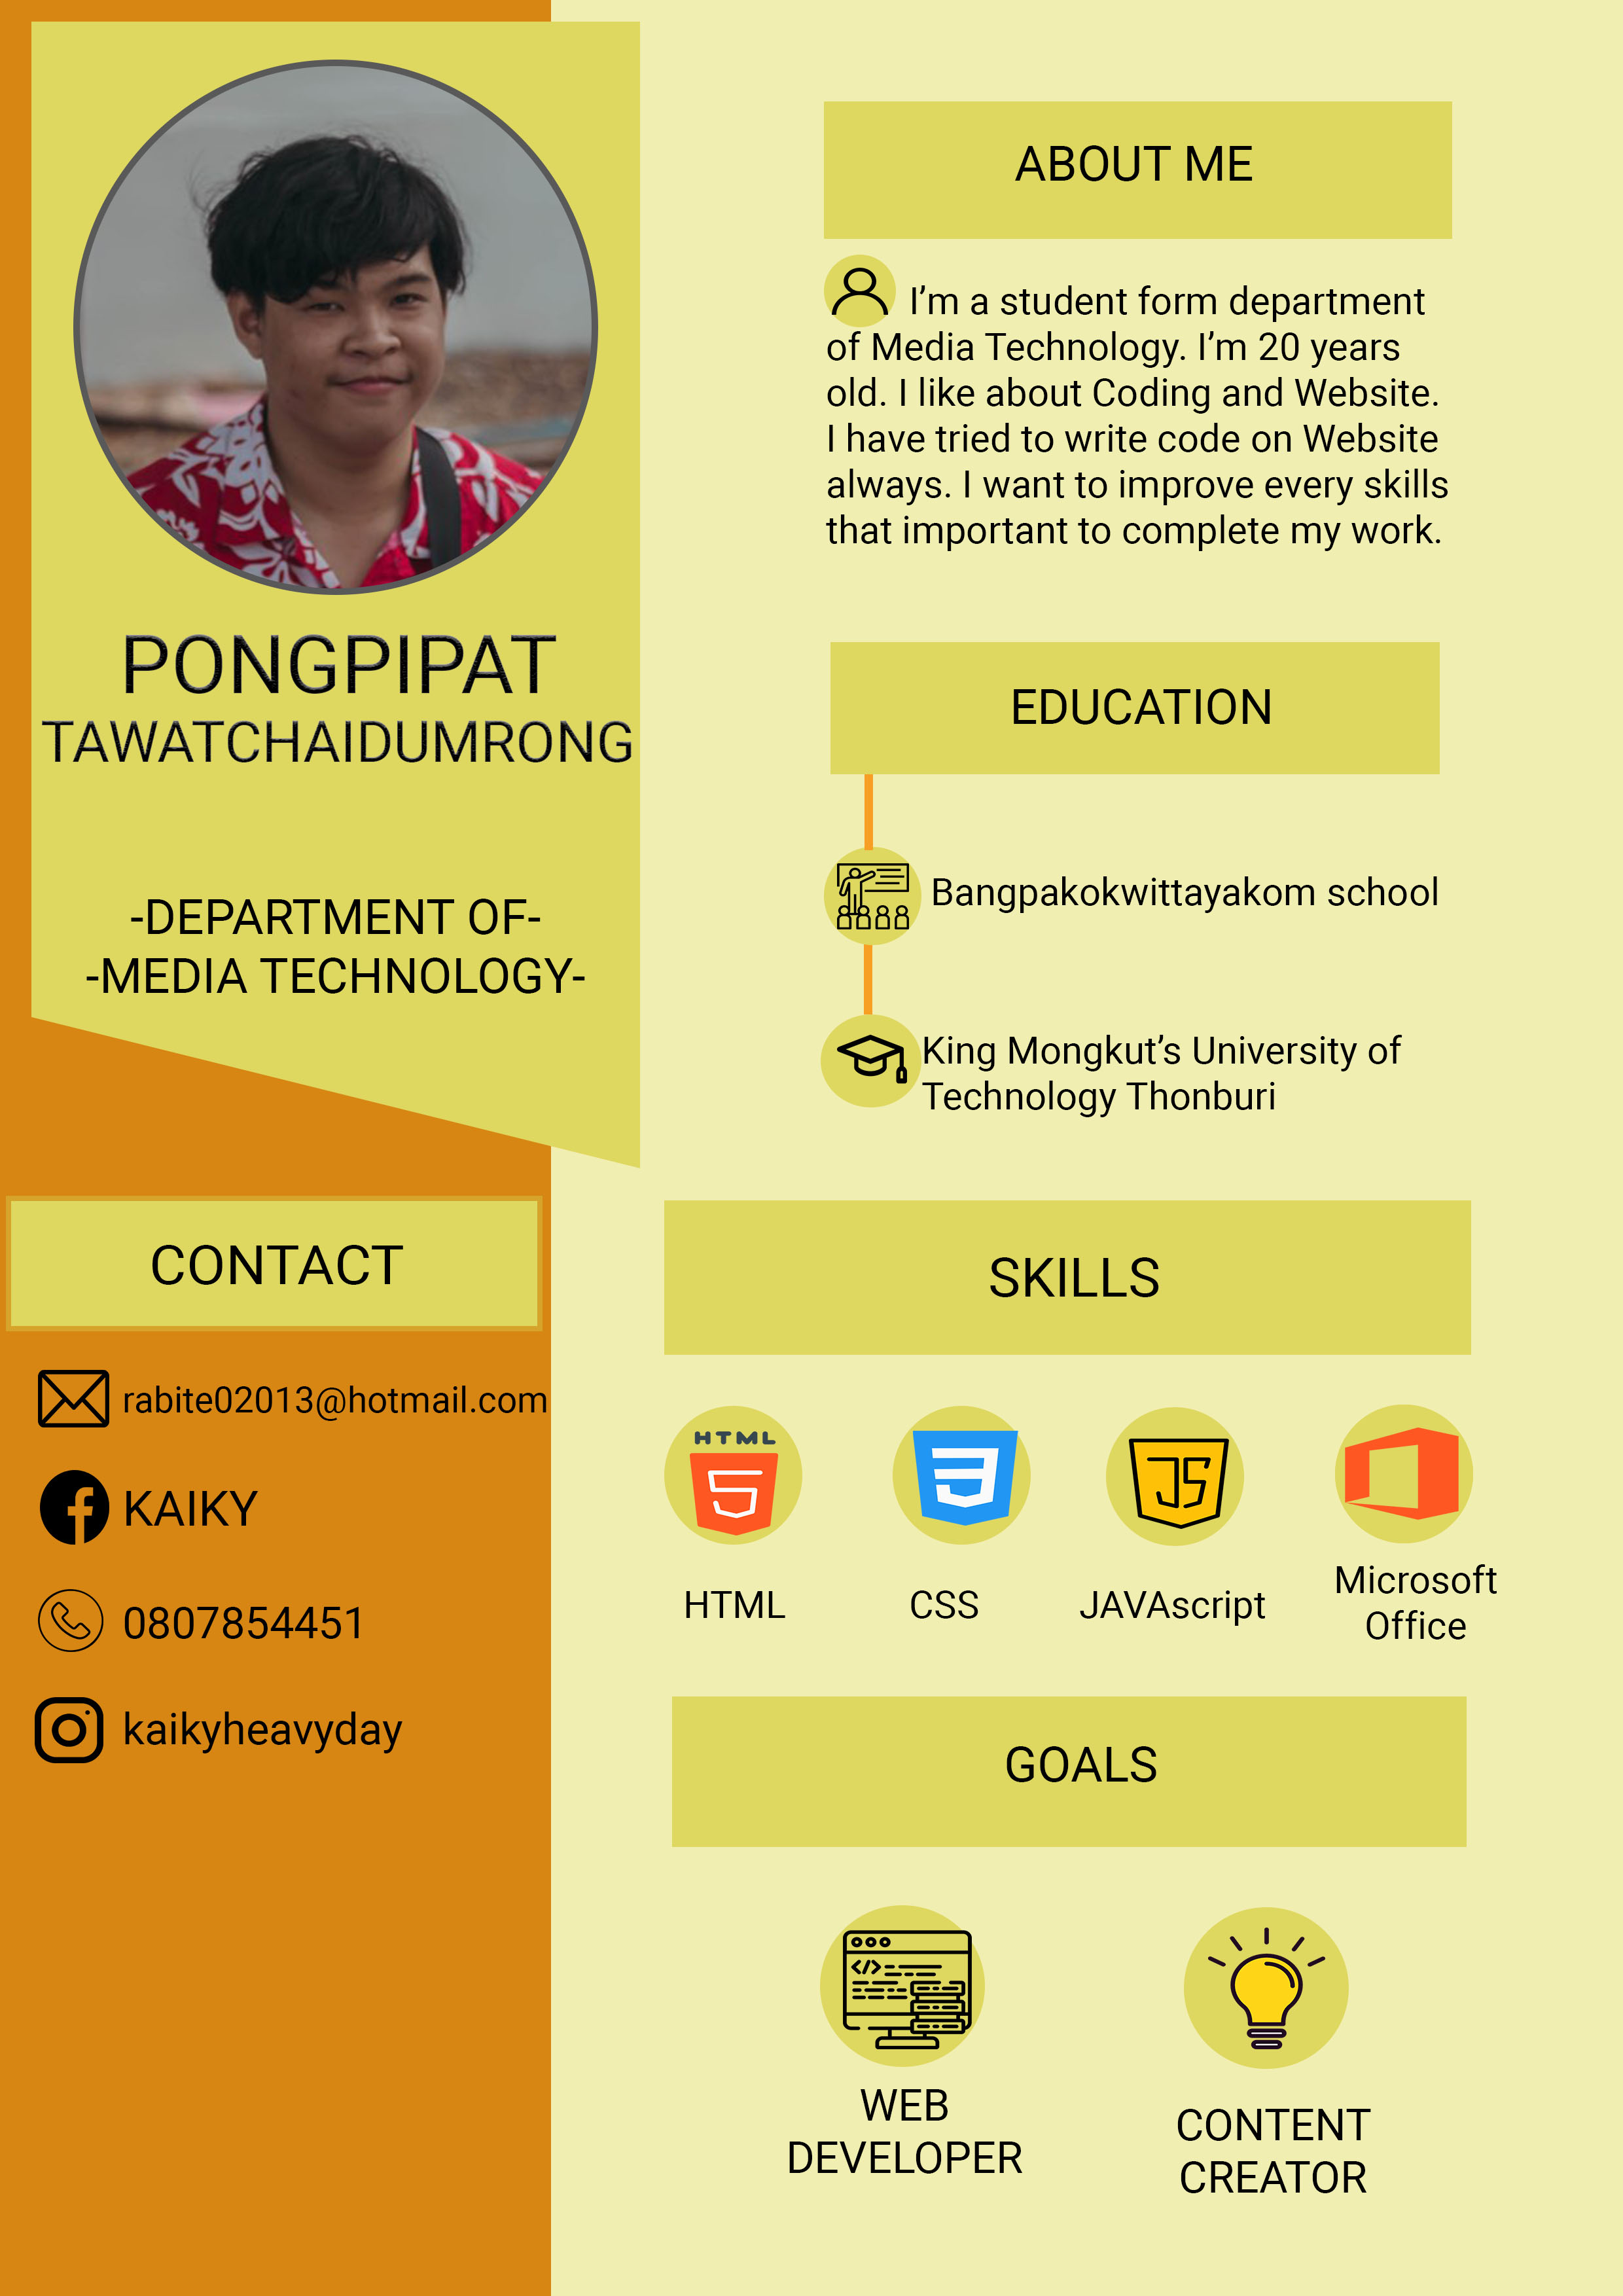 PONGPIPAT
TAWATCHAIDUMRONG
-DEPARTMENT OF-
-MEDIA TECHNOLOGY-
CONTACT
rabite02013@hotmail.com
KAIKY
0807854451
kaikyheavyday
ABOUT ME
I’m a student form department
of Media Technology. I’m 20 years
old. I like about Coding and Website.
I have tried to write code on Website
always. I want to improve every skills
that important to complete my work.
EDUCATION
Bangpakokwittayakom school
King Mongkut’s University of
Technology Thonburi
SKILLS
HTML
5
3
JS
HTML
CSS
JAVAscript
Microsoft
Office
GOALS
</>
WEB
DEVELOPER
CONTENT
CREATOR